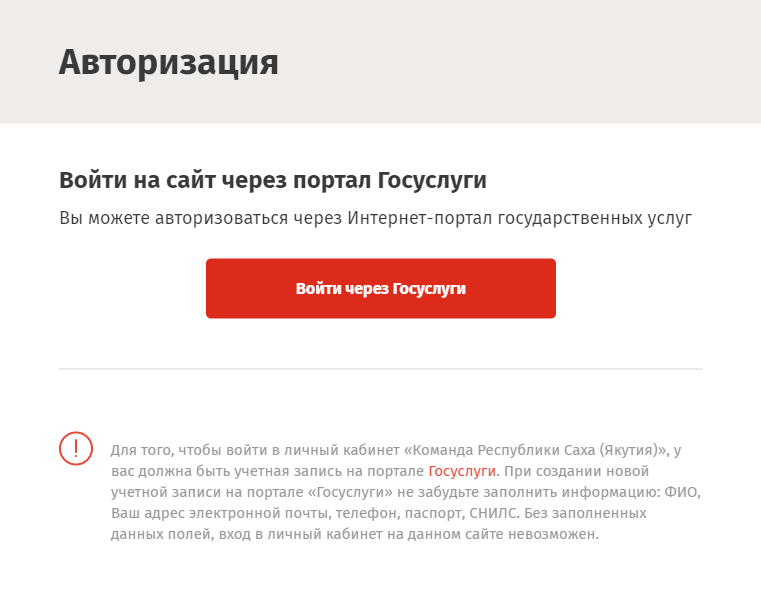 Авторизация
Войти на сайт через портал Госуслуги
Вы можете авторизоваться через Интернет-портал государственных услуг
Войти через Госуслуги
Для того, чтобы войти в личный кабинет «Команда Республики Саха (Якутия)», у
вас должна быть учетная запись на портале Госуслуги. При создании новой
учетной записи на портале «Госуслуги» не забудьте заполнить информацию: ФИО,
Ваш адрес электронной почты, телефон, паспорт, СНИЛС. Без заполненных
данных полей, вход в личный кабинет на данном сайте невозможен.